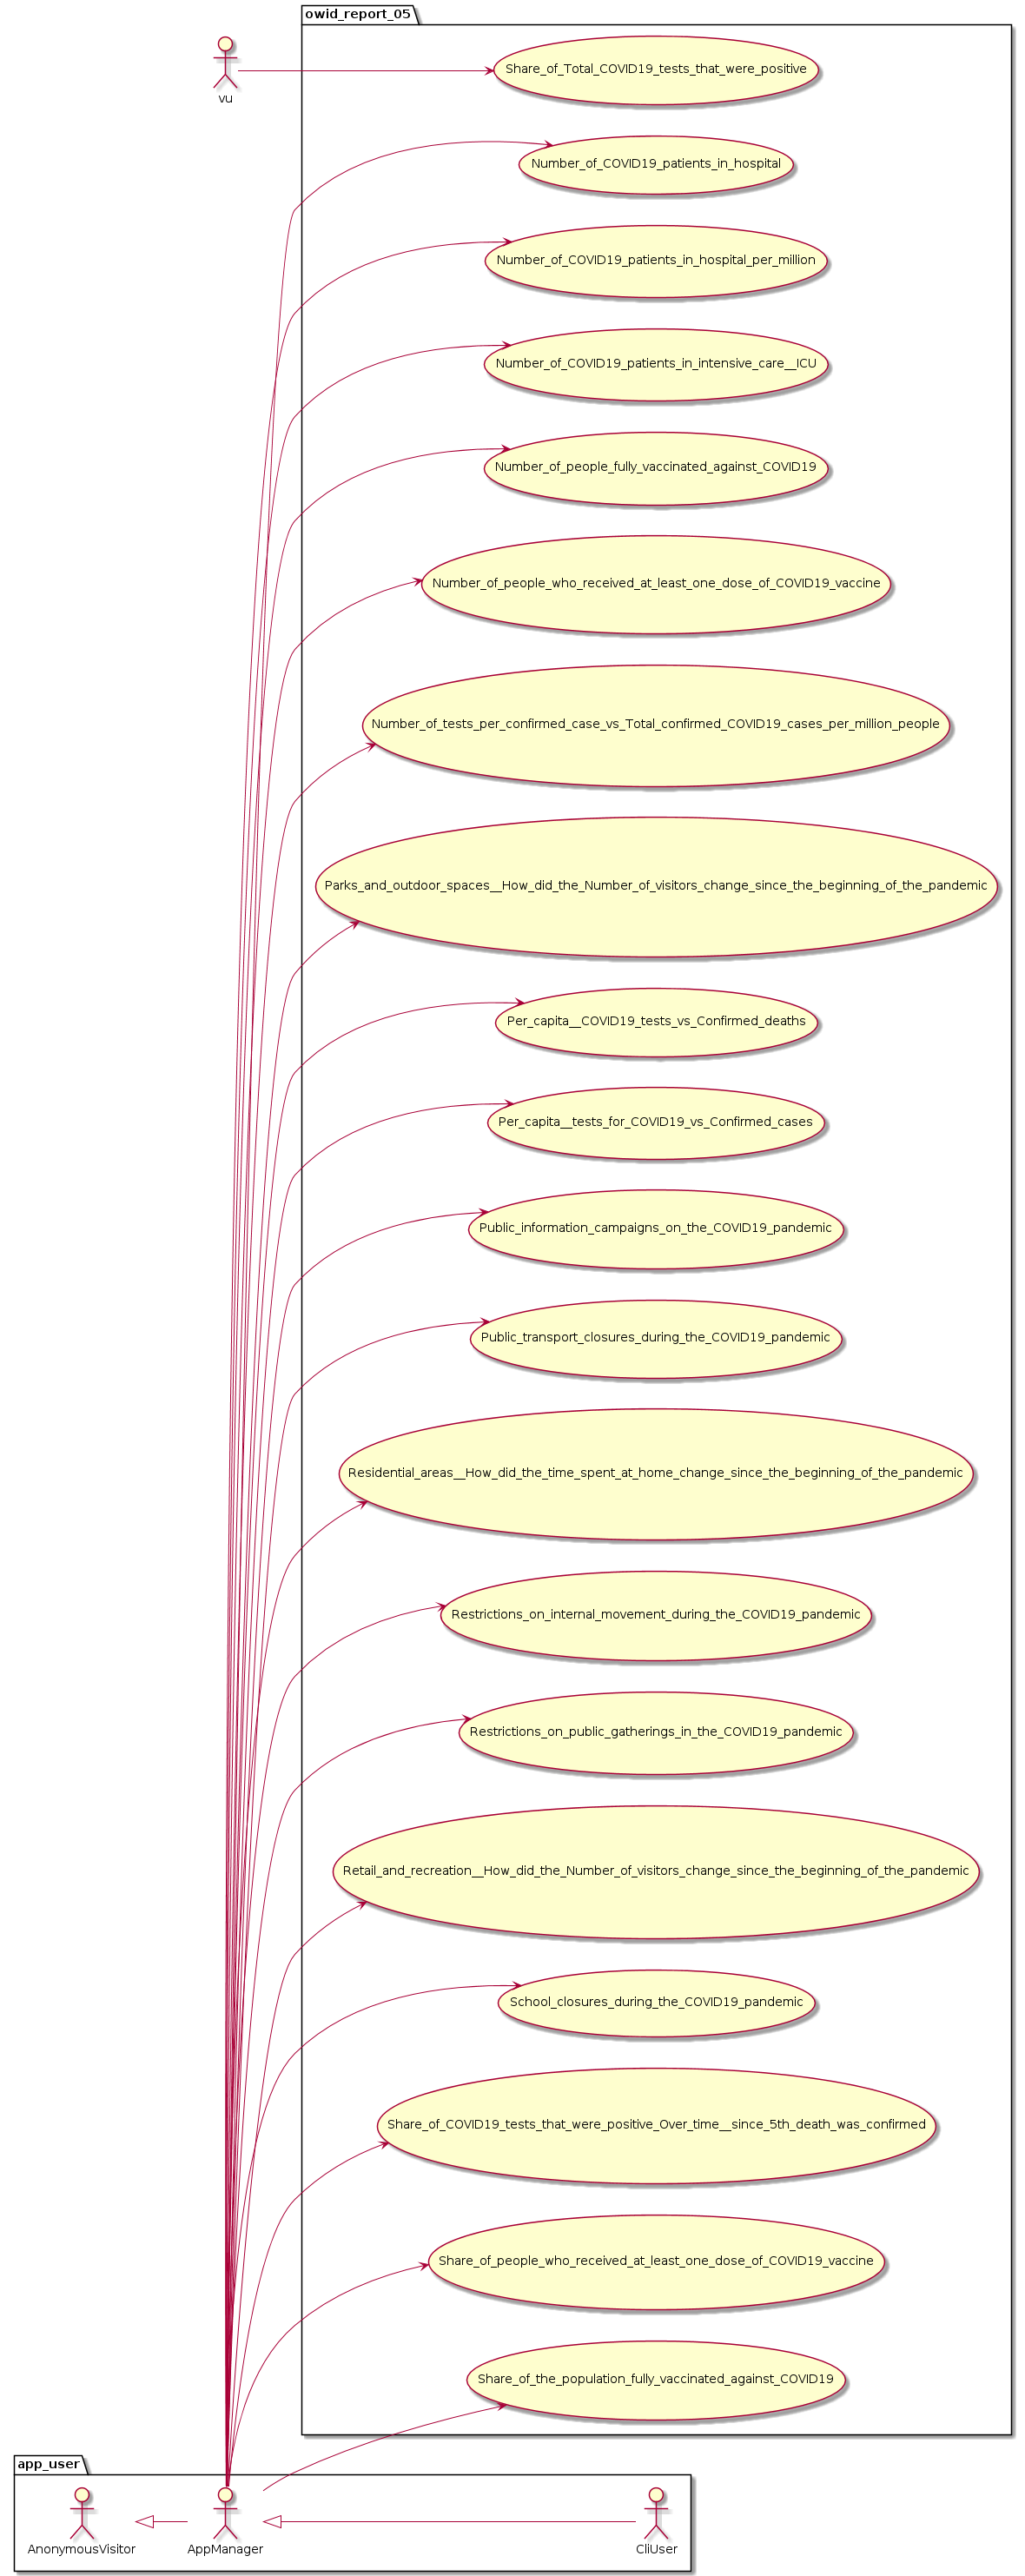 owid_report_05
vu
Share_of_Total_COVID19_tests_that_were_positive
Number_of_COVID19_patients_in_hospital
Number_of_COVID19_patients_in_hospital_per_million
Number_of_COVID19_patients_in_intensive_care__ICU
Number_of_people_fully_vaccinated_against_COVID19
Number_of_people_who_received_at_least_one_dose_of_COVID19_vaccine
Number_of_tests_per_confirmed_case_vs_Total_confirmed_COVID19_cases_per_million_people
Parks_and_outdoor_spaces__How_did_the_Number_of_visitors_change_since_the_beginning_of_the_pandemic
Per_capita__COVID19_tests_vs_Confirmed_deaths
Per_capita__tests_for_COVID19_vs_Confirmed_cases
Public_information_campaigns_on_the_COVID19_pandemic
Public_transport_closures_during_the_COVID19_pandemic
Residential_areas__How_did_the_time_spent_at_home_change_since_the_beginning_of_the_pandemic
Restrictions_on_internal_movement_during_the_COVID19_pandemic
Restrictions_on_public_gatherings_in_the_COVID19_pandemic
Retail_and_recreation__How_did_the_Number_of_visitors_change_since_the_beginning_of_the_pandemic
School_closures_during_the_COVID19_pandemic
Share_of_COVID19_tests_that_were_positive_Over_time__since_5th_death_was_confirmed
Share_of_people_who_received_at_least_one_dose_of_COVID19_vaccine
Share_of_the_population_fully_vaccinated_against_COVID19
app_user
AnonymousVisitor
AppManager
CliUser